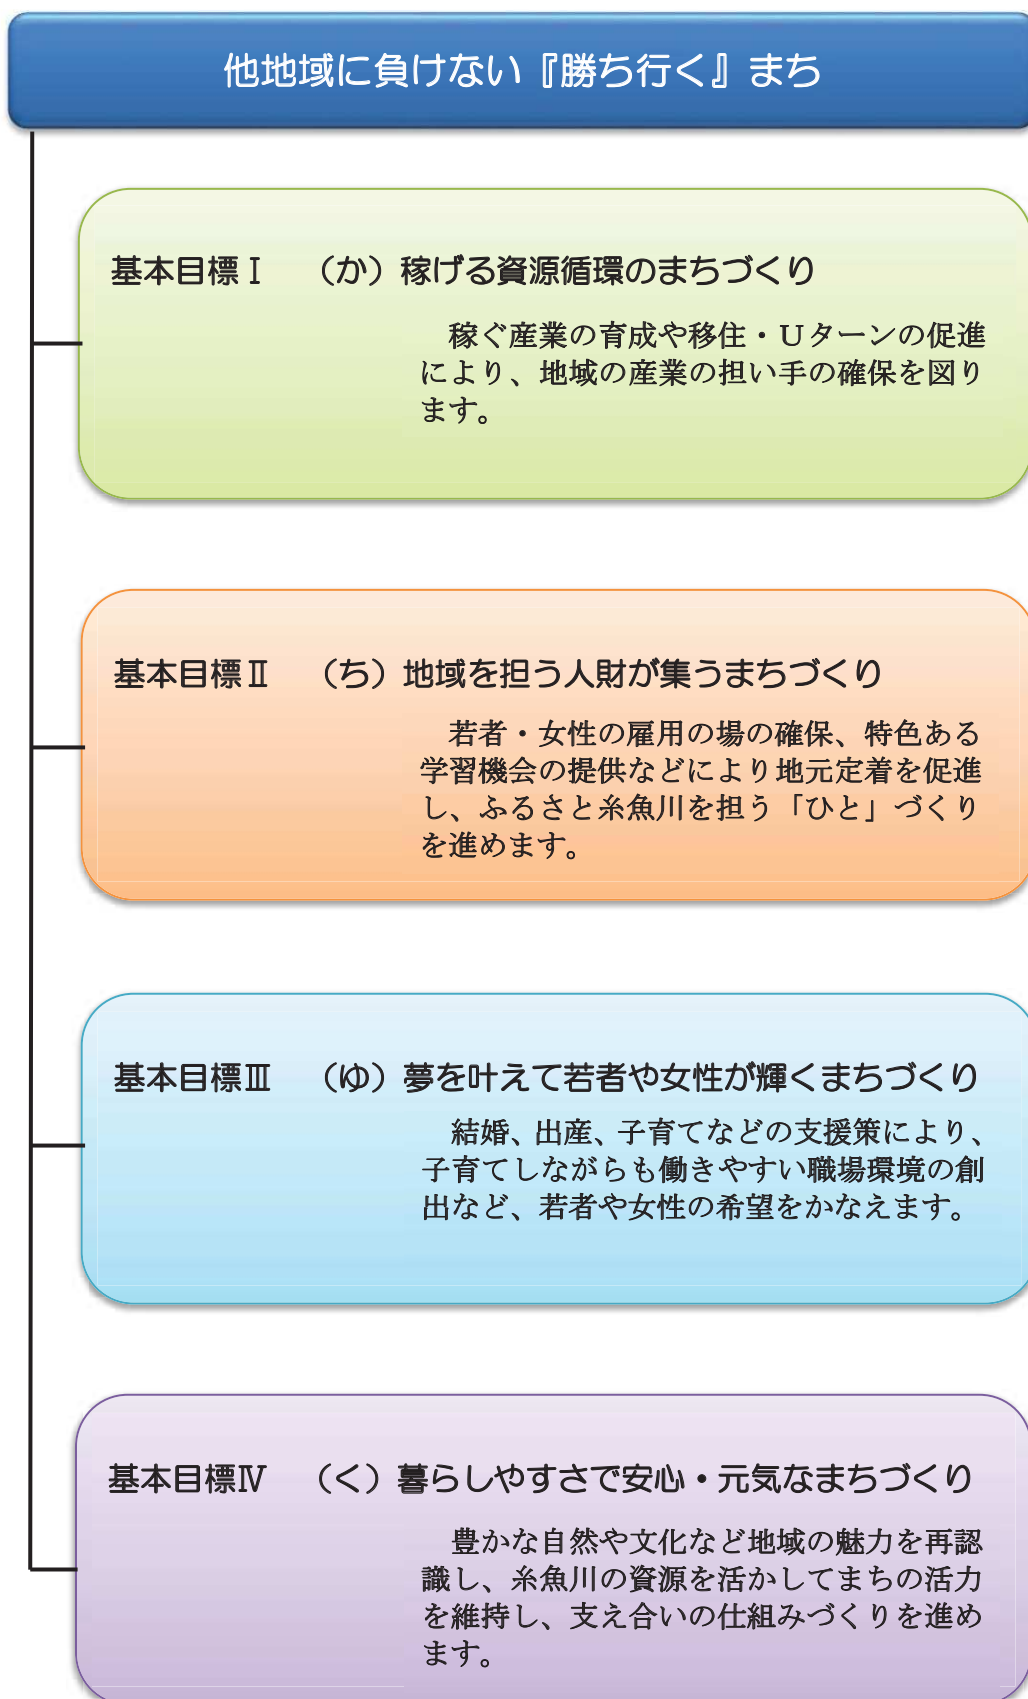 他地域に負けない『勝ち行く』まち
基本目標Ⅰ　（か）稼げる資源循環のまちづくり
稼ぐ産業の育成や移住・Ｕターンの促進
により、地域の産業の担い手の確保を図り
ます。
基本目標Ⅱ　（ち）地域を担う人財が集うまちづくり
若者・女性の雇用の場の確保、特色ある
学習機会の提供などにより地元定着を促進
し、ふるさと糸魚川を担う「ひと」づくり
を進めます。
基本目標Ⅲ　（ゆ）夢を叶えて若者や女性が輝くまちづくり
結婚、出産、子育てなどの支援策により、
子育てしながらも働きやすい職場環境の創
出など、若者や女性の希望をかなえます。
基本目標Ⅳ　（く）暮らしやすさで安心・元気なまちづくり
豊かな自然や文化など地域の魅力を再認
識し、糸魚川の資源を活かしてまちの活力
を維持し、支え合いの仕組みづくりを進め
ます。